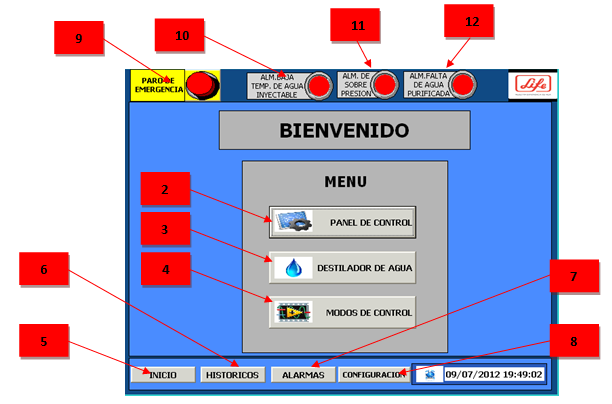 9
10
11
12
PARO DE
EMERGENCIA
ALM.BAJA
TEMP. DE AGUA
INYECTABLE
ALM. DE
SOBRE
PRESION
ALM.FALTA
DE AGUA
PURIFICADA
Life
BIENVENIDO
MENU
2
PANEL DE CONTROL
3
DESTILADOR DE AGUA
4
MODOS DE CONTROL
6
7
5
8
INICIO
HISTORICOS
ALARMAS
CONFIGURACION
09/07/2012 19:49:02